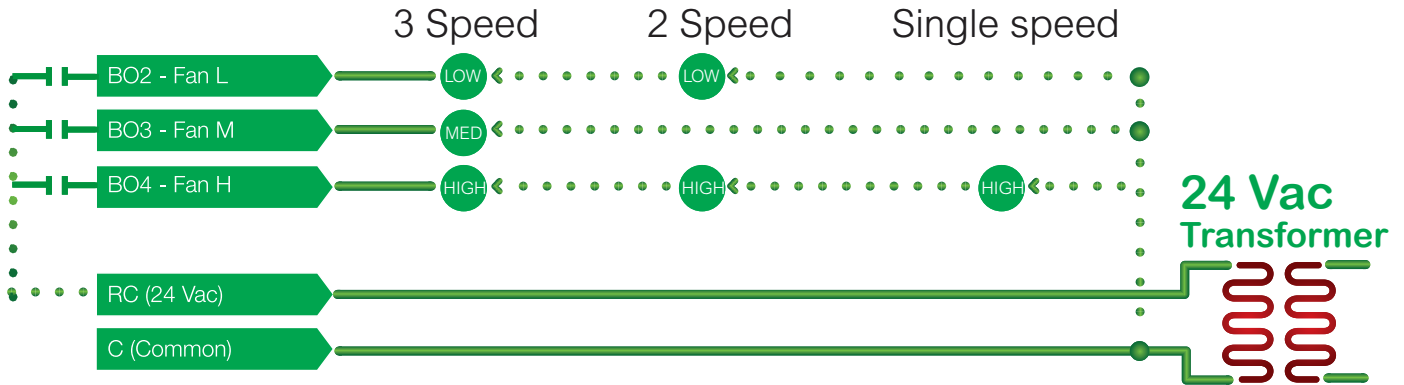 3 Speed 2 Speed Single speed
BO2 - Fan L LOW LOW
BO3 - Fan M MED
BO4 - Fan H HIGH HIGH HIGH
24 Vac
Transformer
RC (24 Vac)
C (Common)